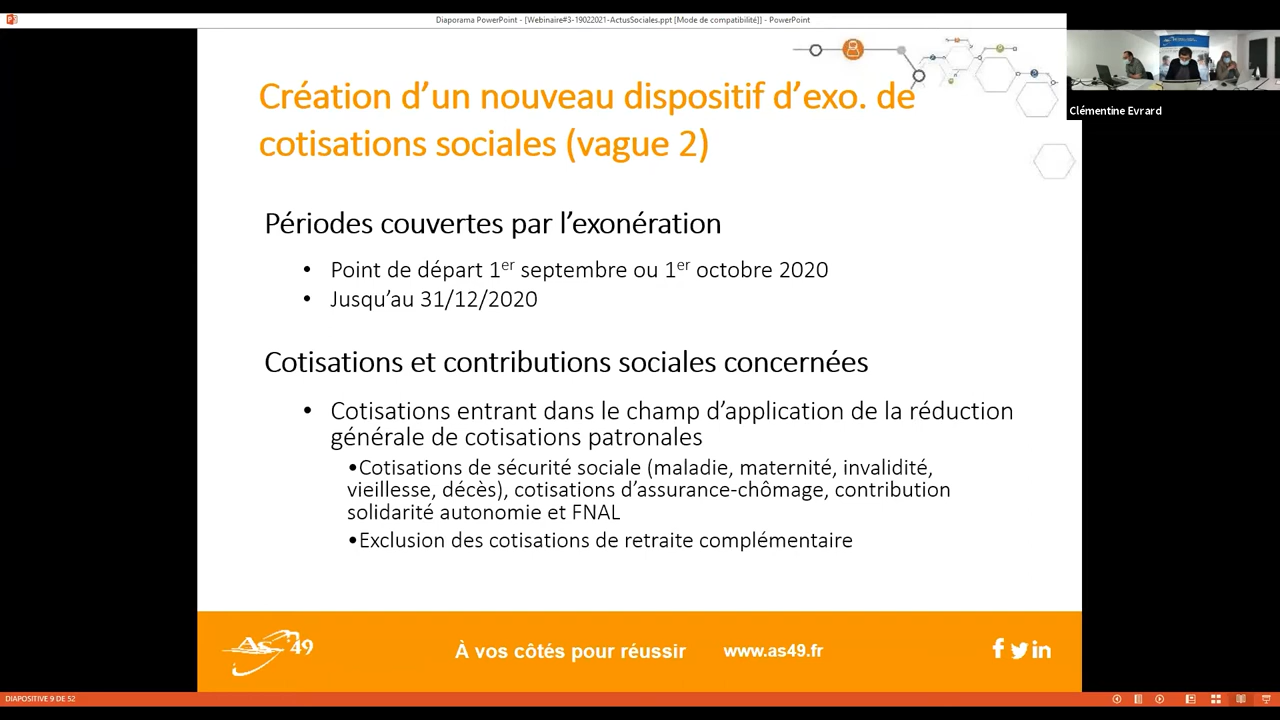 Diaporama PowerPoint - [Webinaire#3-19022021-ActusSociales.ppt [Mode de compatibilité]] - PowerPoint
Clémentine Evrard
Création d’un nouveau dispositif d’exo. de
cotisations sociales (vague 2)
Périodes couvertes par l’exonération
• Point de départ 1er septembre ou 1er octobre 2020
• Jusqu’au 31/12/2020
Cotisations et contributions sociales concernées
• Cotisations entrant dans le champ d’application de la réduction
générale de cotisations patronales
•Cotisations de sécurité sociale (maladie, maternité, invalidité,
vieillesse, décès), cotisations d’assurance-chômage, contribution
solidarité autonomie et FNAL
•Exclusion des cotisations de retraite complémentaire
As 49
À vos côtés pour réussir
www.as49.fr
DIAPOSITIVE 9 DE 52